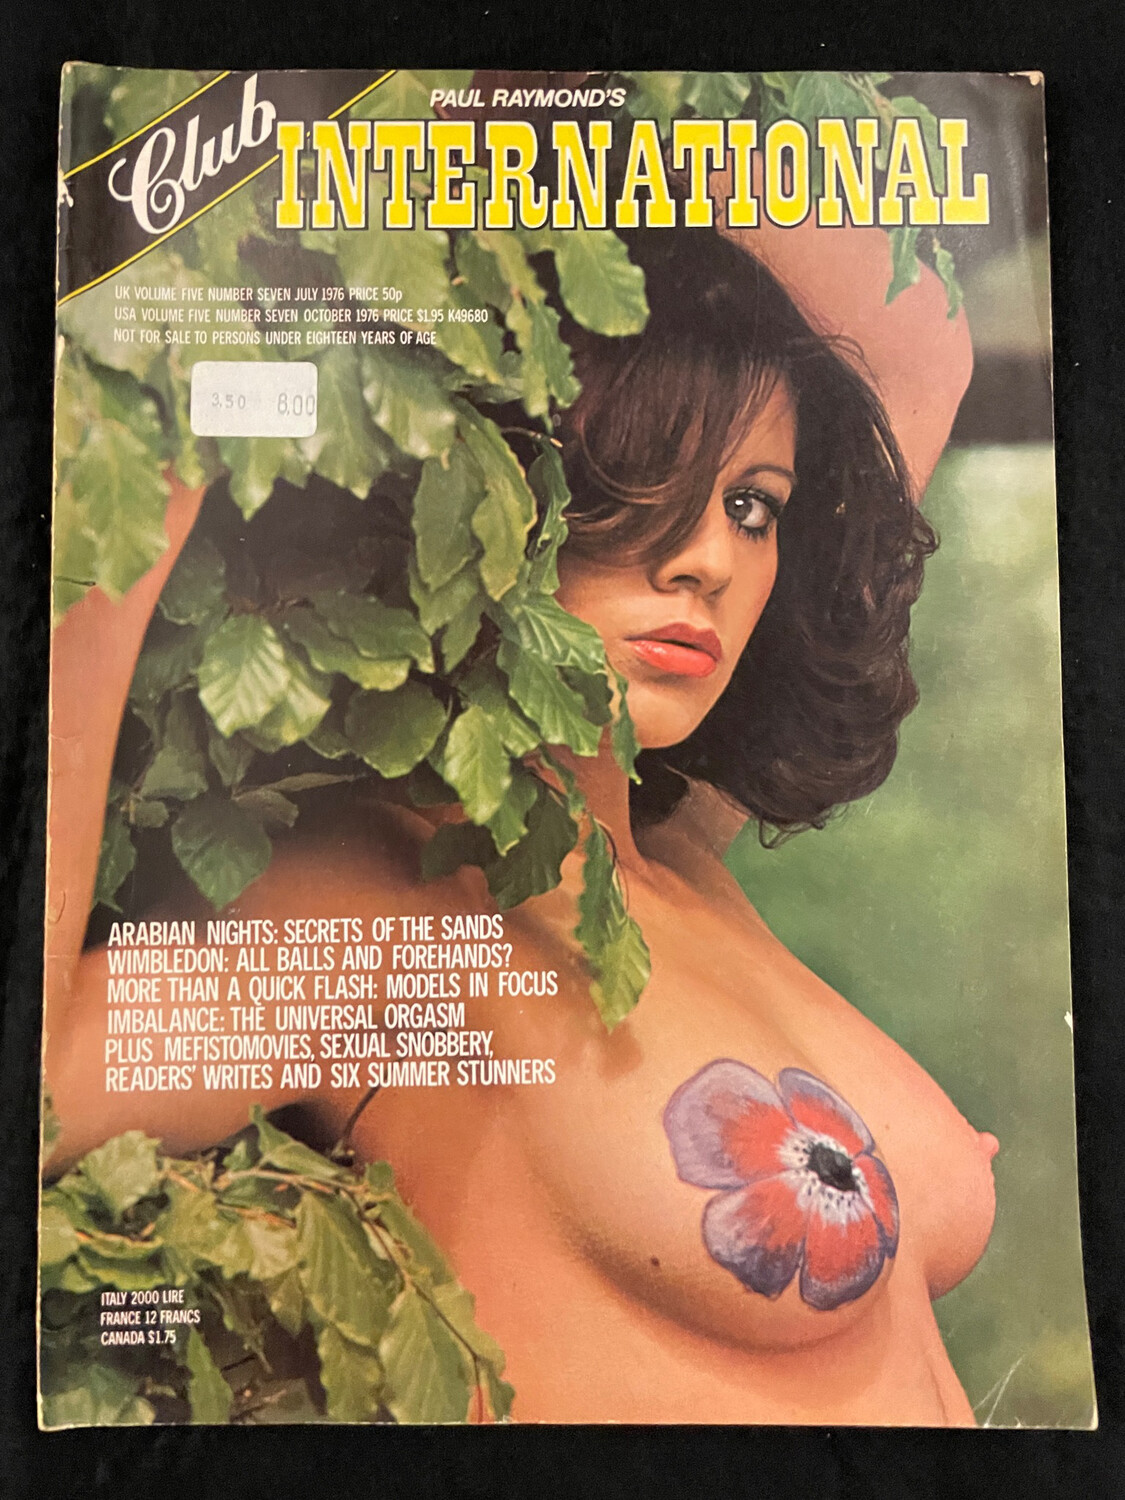 PAUL RAYMOND'S
Club
INTERNATIONAL
UK VOLUME FIVE NUMBER SEVEN JULY 1976 PRICE 50p
USA VOLUME FIVE NUMBER SEVEN OCTOBER 1976 PRICE $1.95 K49680
NOT FOR SALE TO PERSONS UNDER EIGHTEEN YEARS OF AGE
3.50 8.00
ARABIAN NIGHTS: SECRETS OF THE SANDS
WIMBLEDON: ALL BALLS AND FOREHANDS?
MORE THAN A QUICK FLASH: MODELS IN FOCUS
IMBALANCE: THE UNIVERSAL ORGASM
PLUS MEFISTOMOVIES, SEXUAL SNOBBERY,
READERS' WRITES AND SIX SUMMER STUNNERS
ITALY 2000 LIRE
FRANCE 12 FRANCS
CANADA $1.75